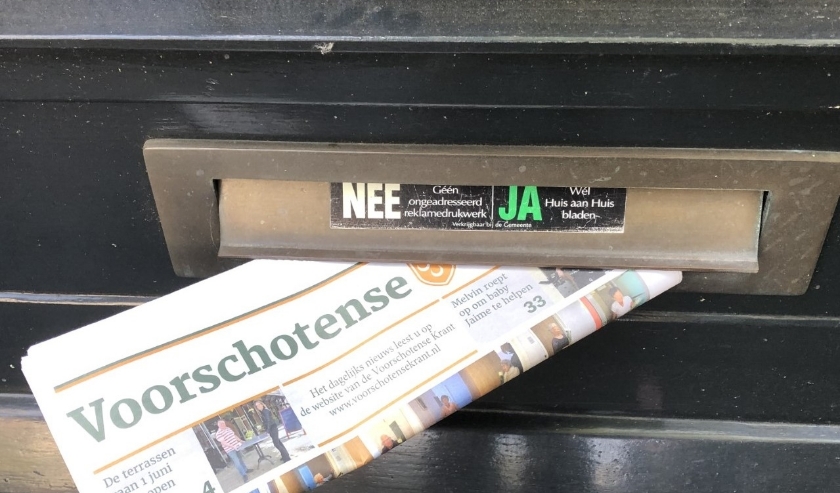 NEE
Géén
ongeadresseerd
reklamedrukwerk
JA
Wél
Huis aan Huis
bladen
Verkrijgbaar bij de Gemeente
Voorschotense
Het dagelijks nieuws leest u op
de website van de Voorschotense Krant
www.voorschotensekrant.nl
Melvin roept
op om baby
Jaime te helpen
33
De terrassen
1 juni
4